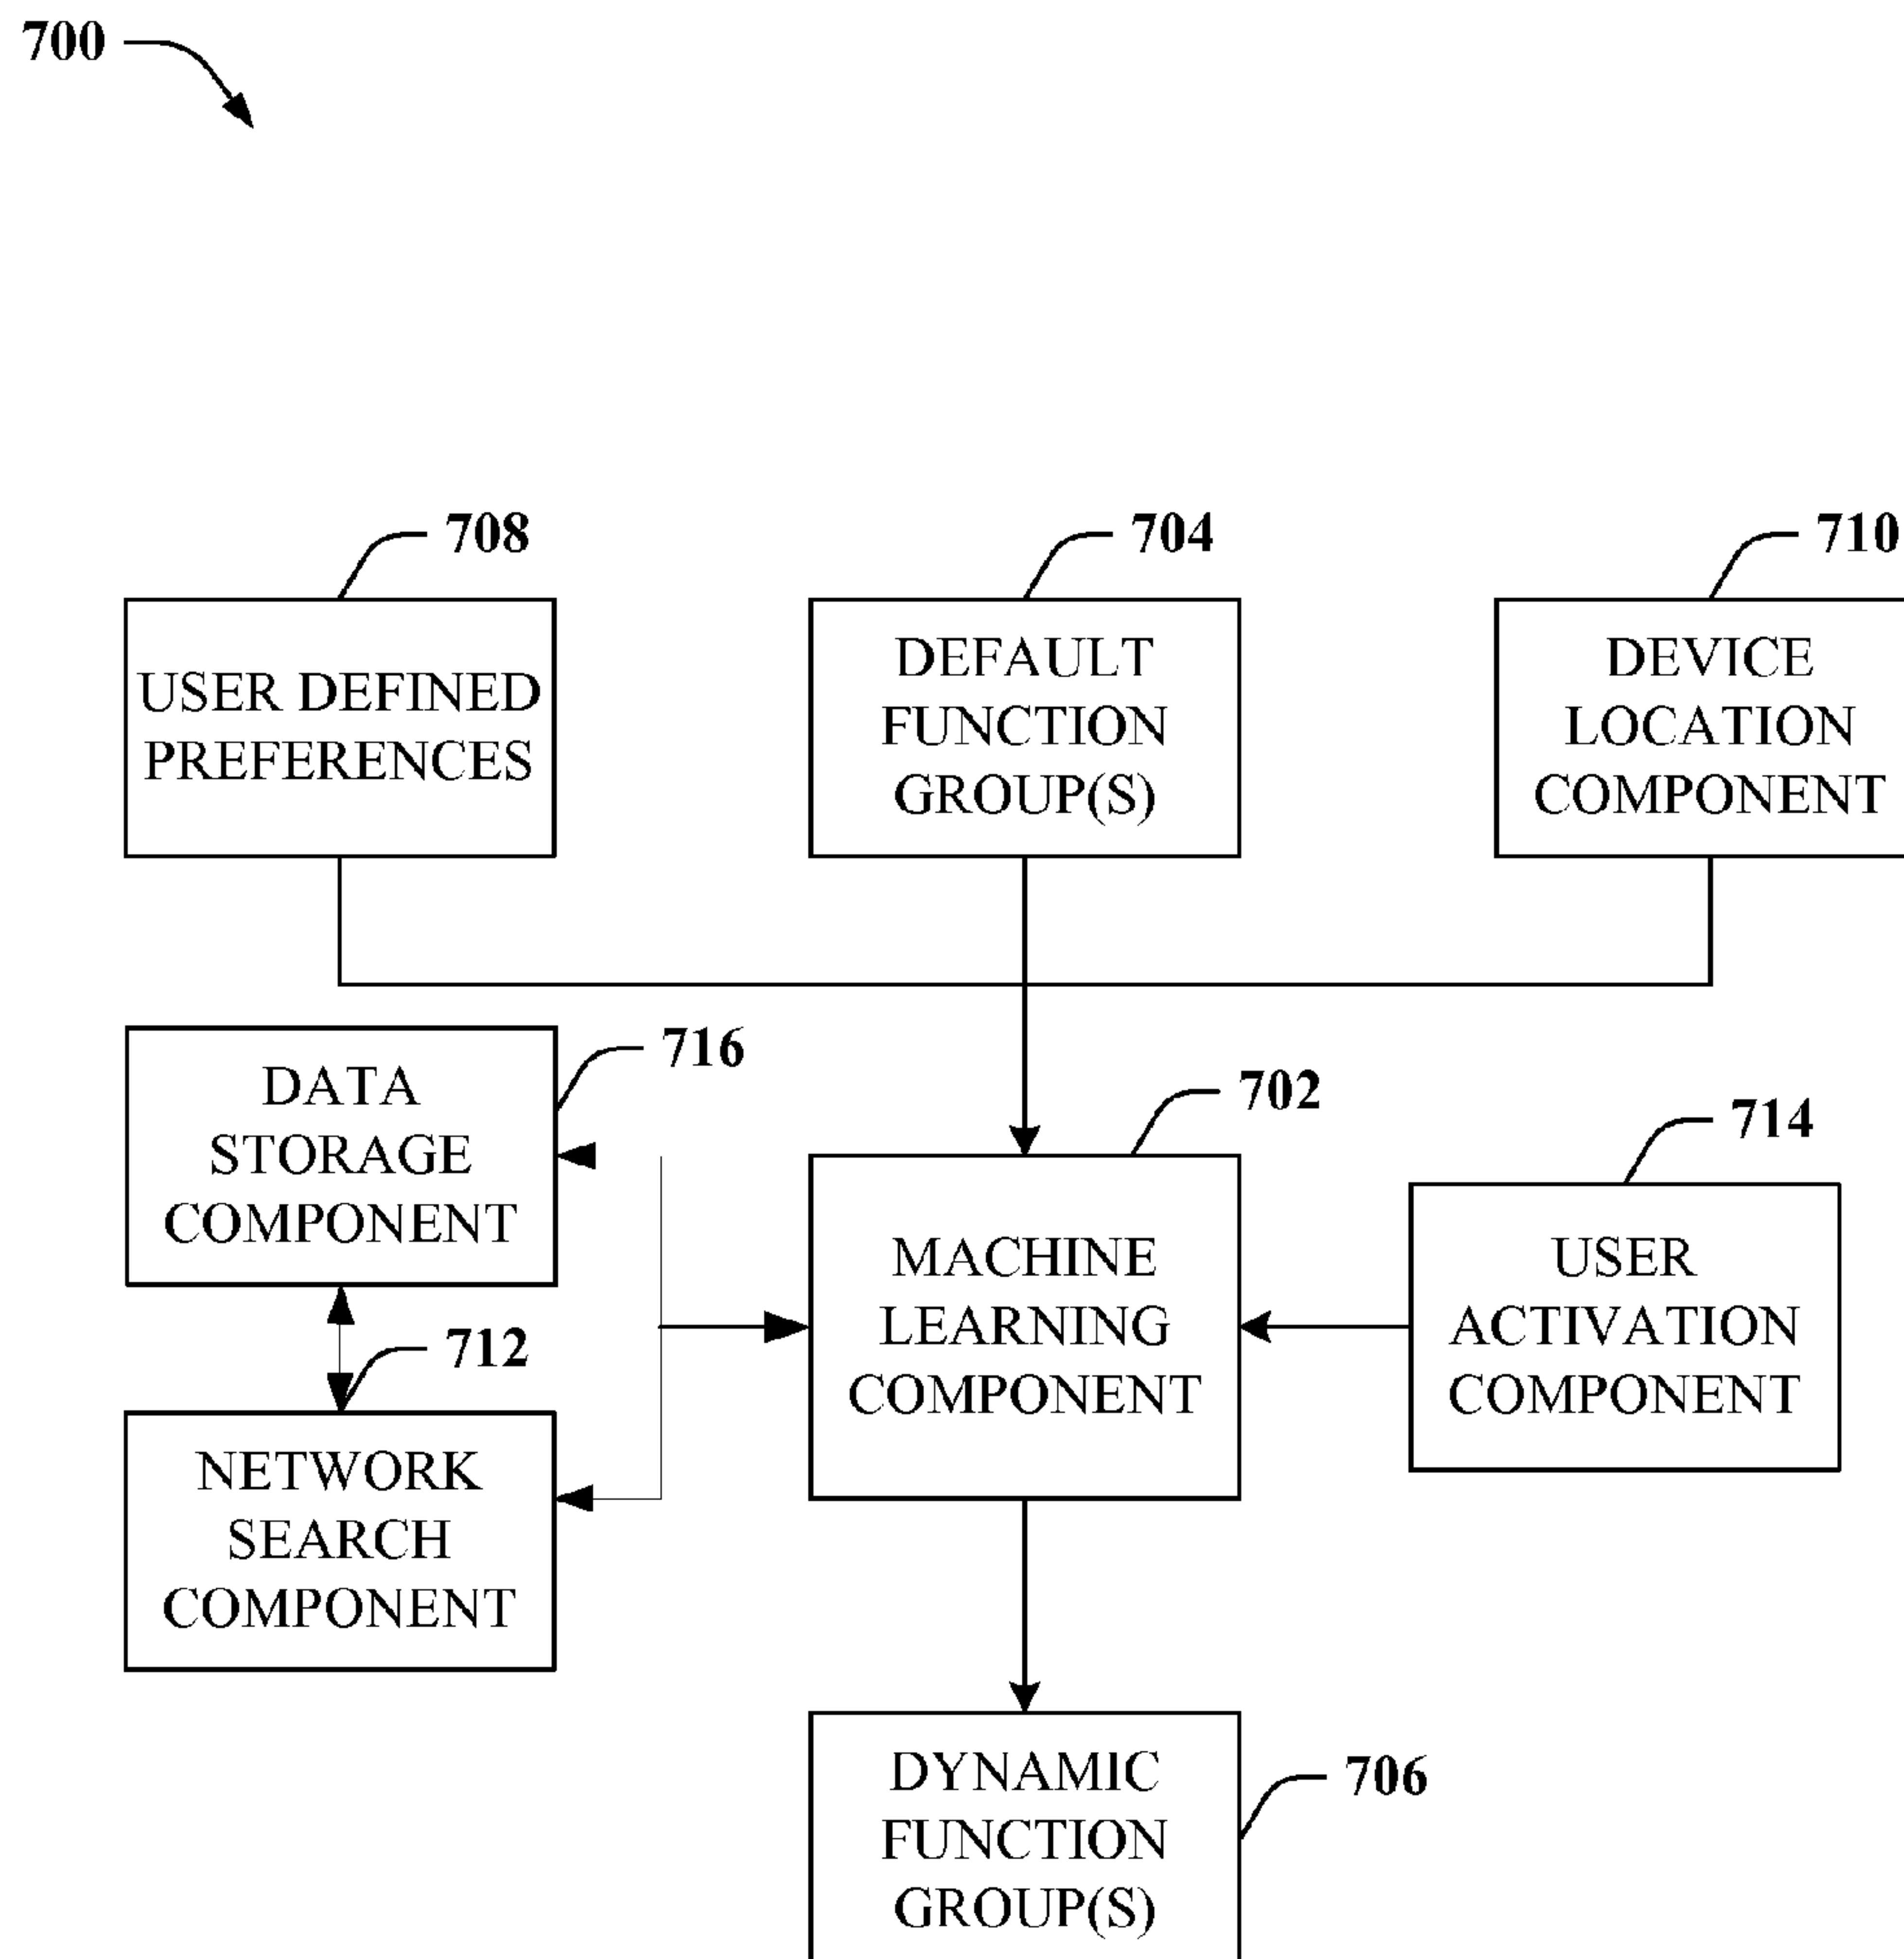 700
708
704
710
USER DEFINED
PREFERENCES
DEFAULT
FUNCTION
GROUP(S)
DEVICE
LOCATION
COMPONENT
716
DATA
STORAGE
COMPONENT
702
714
MACHINE
LEARNING
COMPONENT
USER
ACTIVATION
COMPONENT
712
NETWORK
SEARCH
COMPONENT
706
DYNAMIC
FUNCTION
GROUP(S)